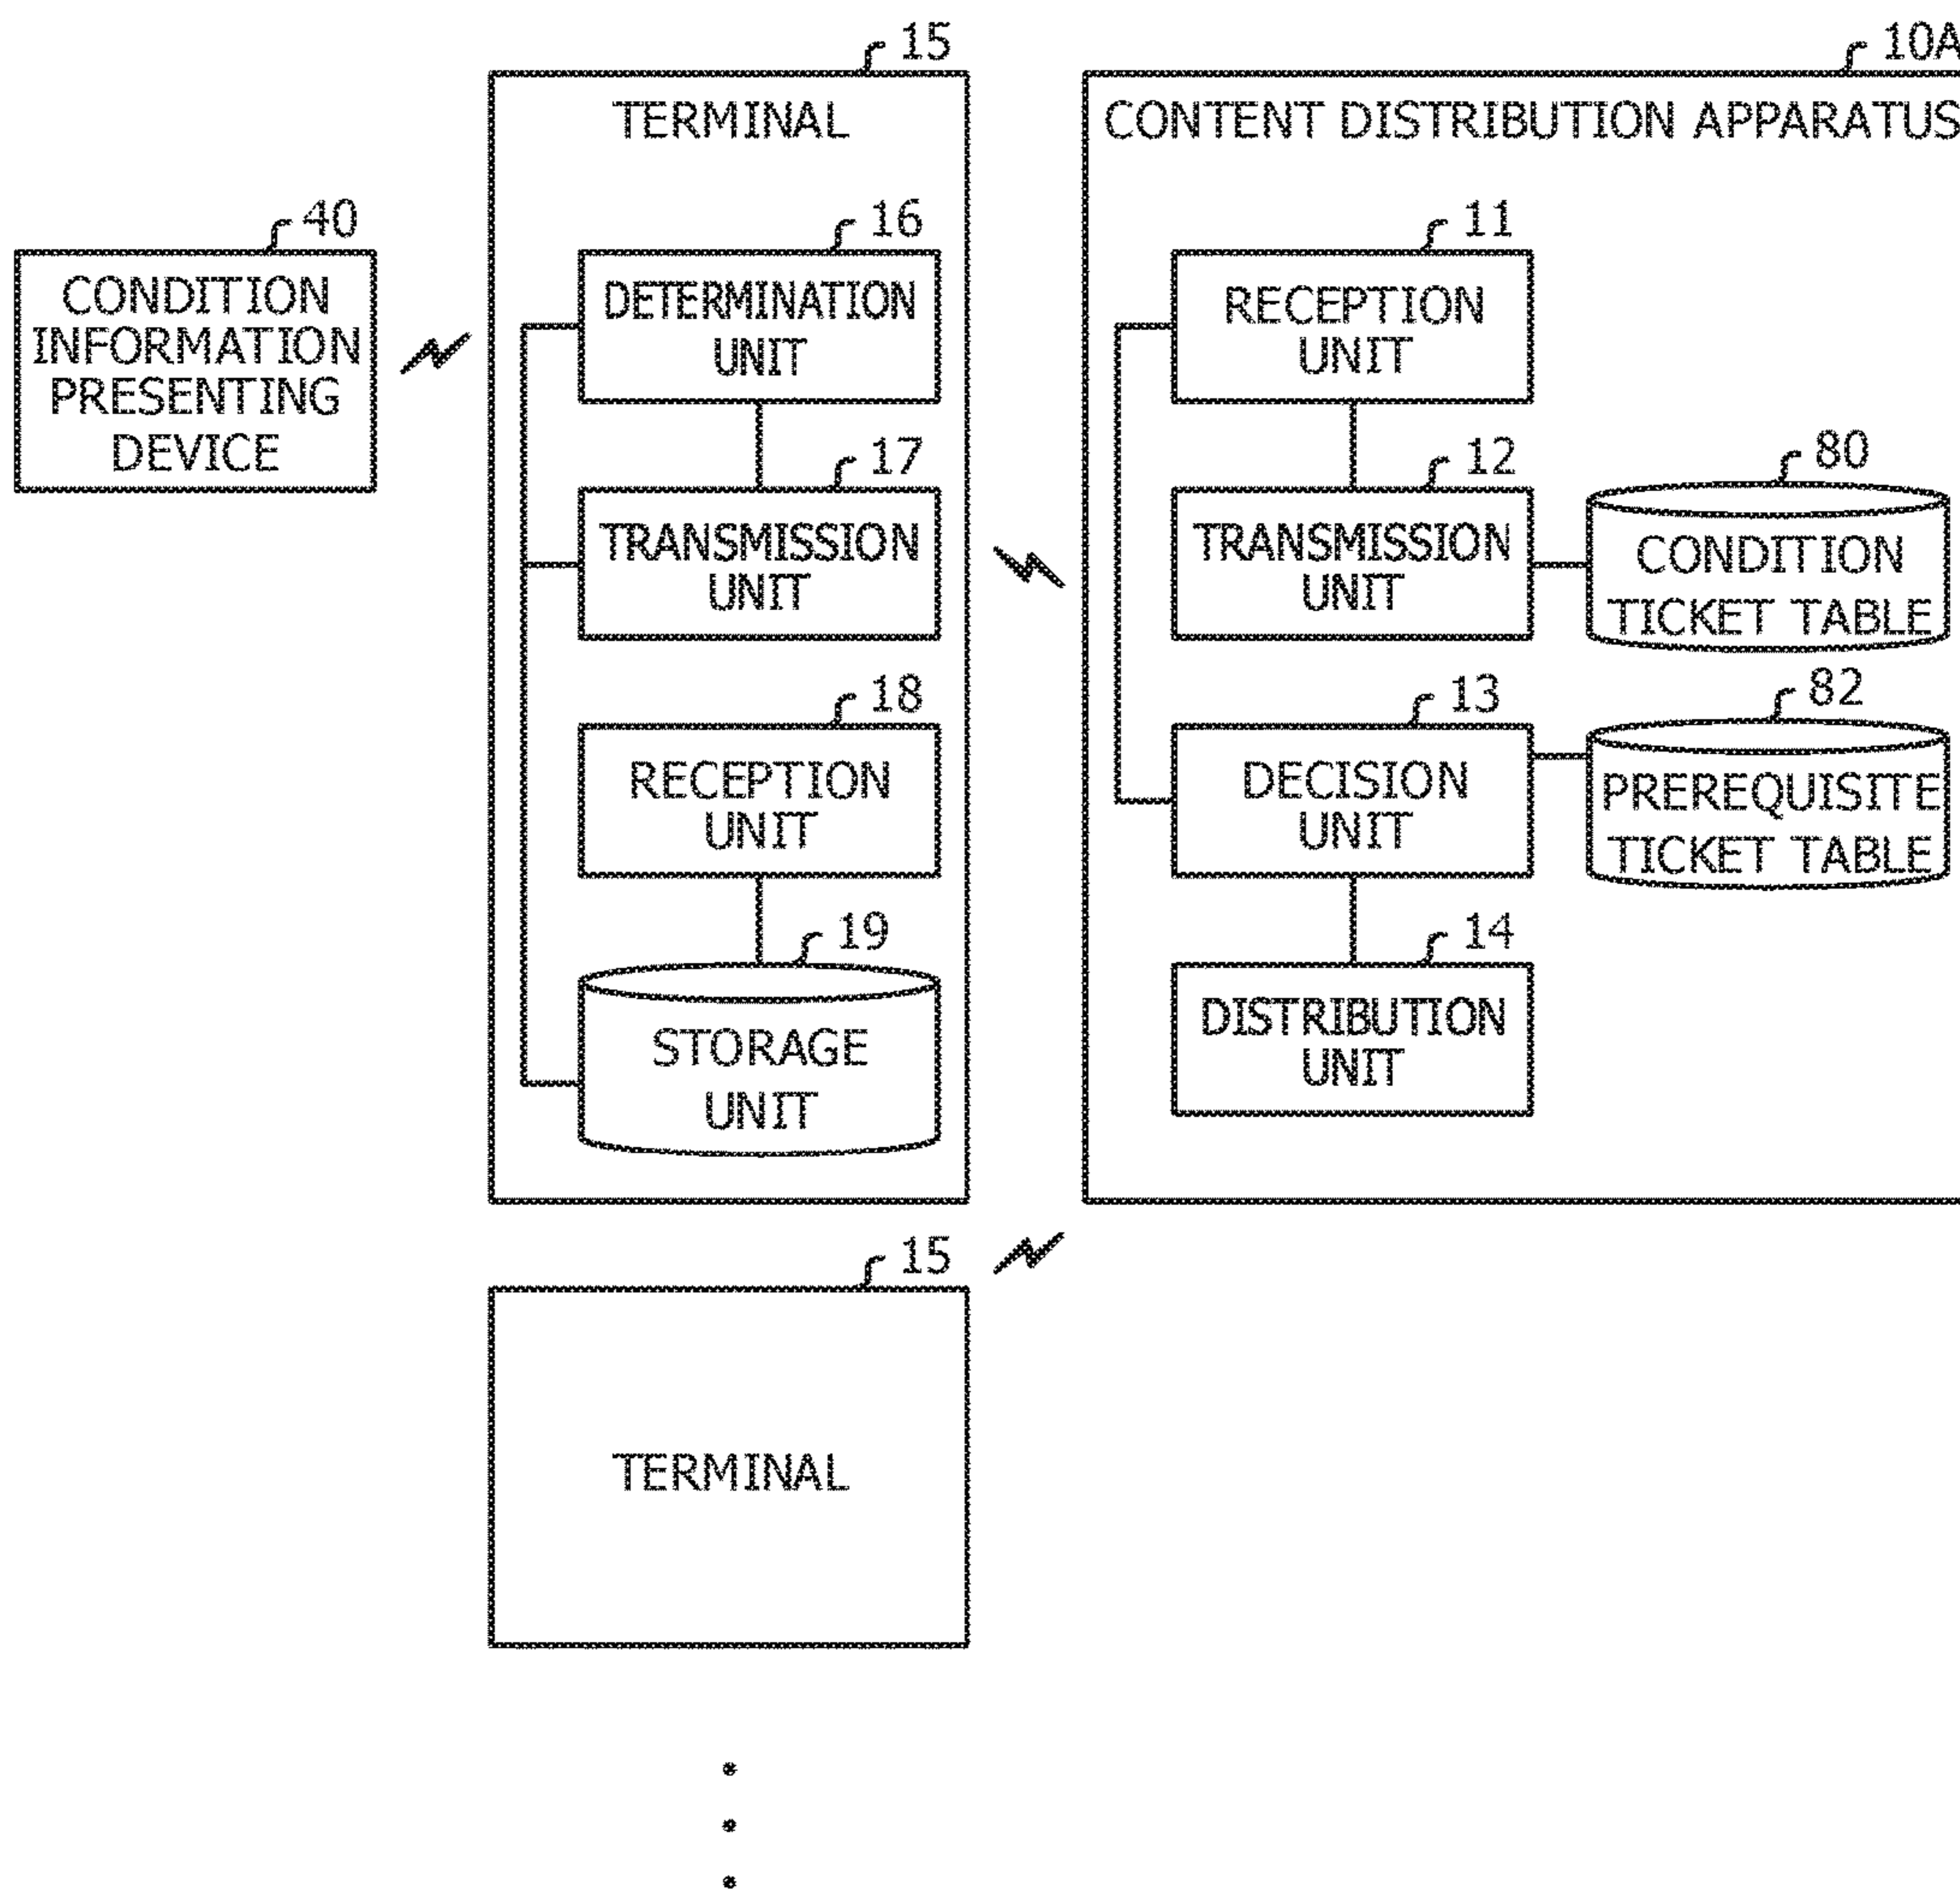 15
TERMINAL
10A
CONTENT DISTRIBUTION APPARATUS
40
CONDITION
INFORMATION
PRESENTING
DEVICE
16
DETERMINATION
UNIT
17
TRANSMISSION
UNIT
18
RECEPTION
UNIT
19
STORAGE
UNIT
11
RECEPTION
UNIT
12
TRANSMISSION
UNIT
80
CONDITION
TICKET TABLE
13
DECISION
UNIT
82
PREREQUISITE
TICKET TABLE
14
DISTRIBUTION
UNIT
15
TERMINAL